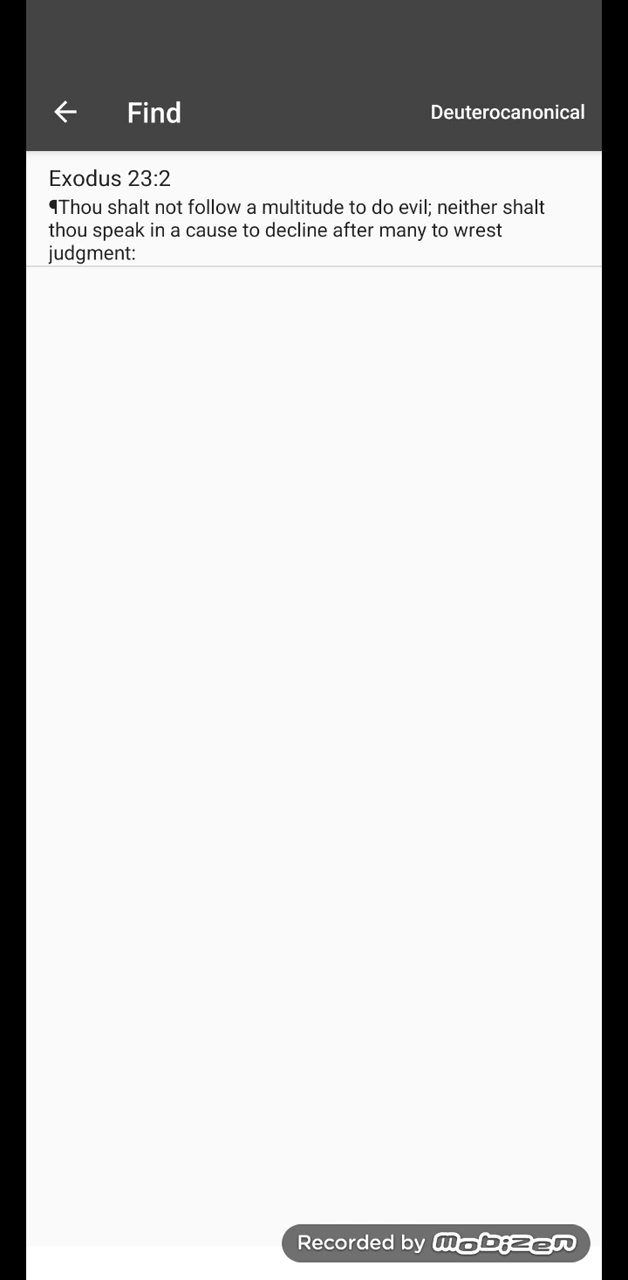 Find
Deuterocanonical
Exodus 23:2
¶Thou shalt not follow a multitude to do evil; neither shalt
thou speak in a cause to decline after many to wrest
judgment:
Recorded by mobizen